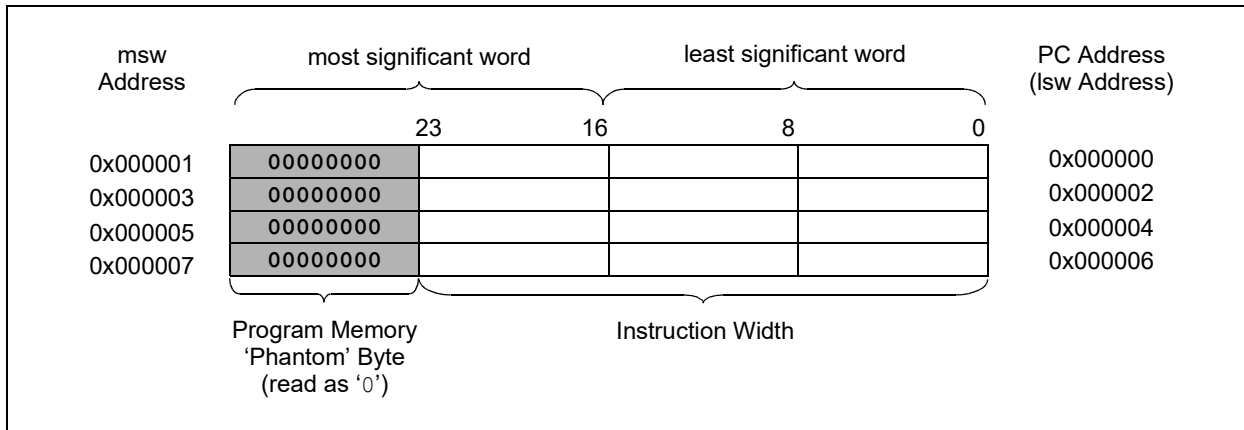 msw
Address
most significant word
least significant word
PC Address
(lsw Address)
23 16 8 0
0x000001 00000000 0x000000
0x000003 00000000 0x000002
0x000005 00000000 0x000004
0x000007 00000000 0x000006
Program Memory
‘Phantom’ Byte
(read as ‘0’)
Instruction Width